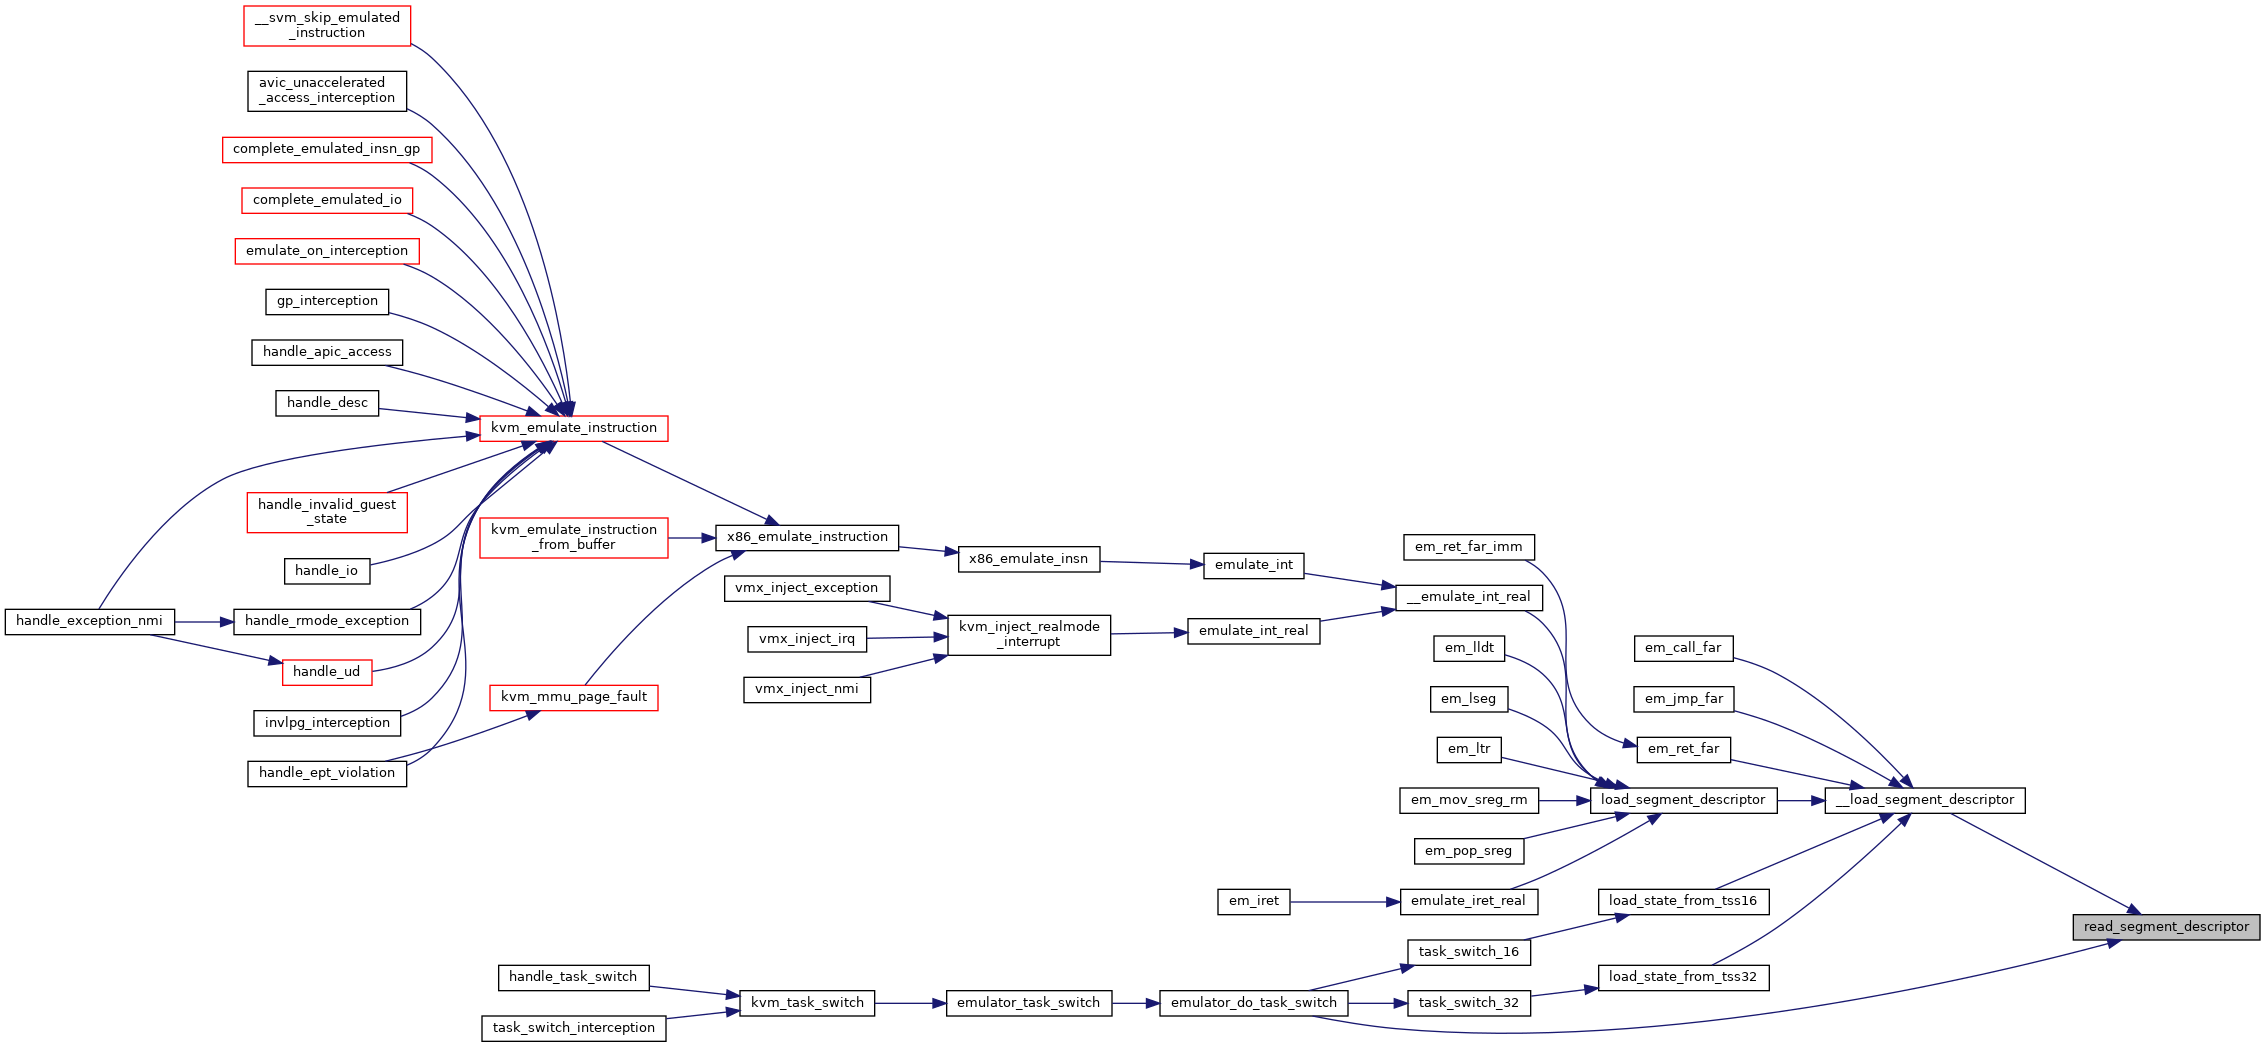 __svm_skip_emulated
_instruction
avic_unaccelerated
_access_interception
complete_emulated_insn_gp
complete_emulated_io
emulate_on_interception
gp_interception
handle_apic_access
handle_desc
kvm_emulate_instruction
handle_invalid_guest
_state
handle_io
handle_exception_nmi
handle_rmode_exception
handle_ud
invlpg_interception
handle_ept_violation
kvm_emulate_instruction
_from_buffer
kvm_mmu_page_fault
x86_emulate_instruction
vmx_inject_exception
vmx_inject_irq
vmx_inject_nmi
x86_emulate_insn
kvm_inject_realmode
_interrupt
emulate_int
emulate_int_real
em_ret_far_imm
__emulate_int_real
em_lldt
em_lseg
em_ltr
em_mov_sreg_rm
em_pop_sreg
emulate_iret_real
em_iret
em_call_far
em_jmp_far
em_ret_far
load_segment_descriptor
__load_segment_descriptor
load_state_from_tss16
read_segment_descriptor
task_switch_16
load_state_from_tss32
task_switch_32
handle_task_switch
kvm_task_switch
emulator_task_switch
emulator_do_task_switch
task_switch_interception